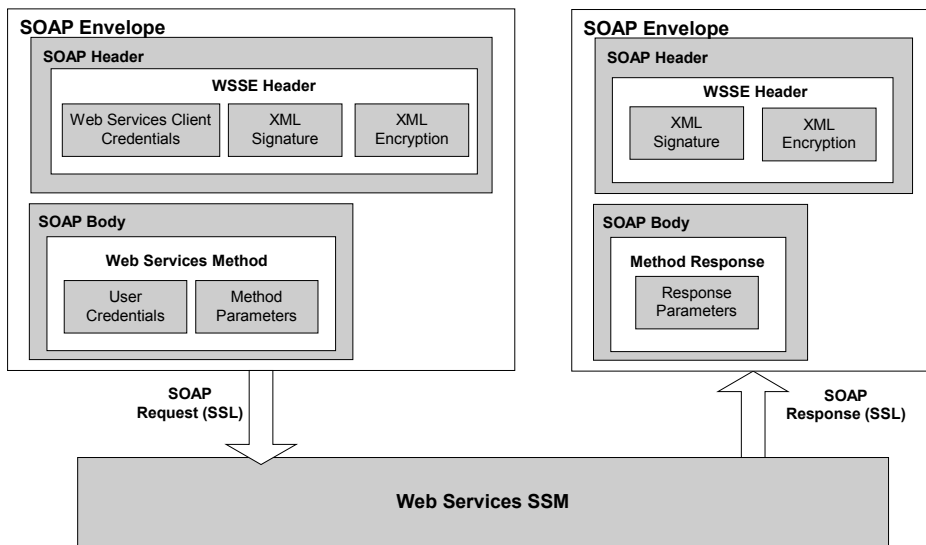 SOAP Envelope
SOAP Header
WSSE Header
Web Services Client
Credentials
XML
Signature
XML
Encryption
SOAP Body
Web Services Method
User
Credentials
Method
Parameters
SOAP
Request (SSL)
SOAP Envelope
SOAP Header
WSSE Header
XML
Signature
XML
Encryption
SOAP Body
Method Response
Response
Parameters
SOAP
Response (SSL)
Web Services SSM